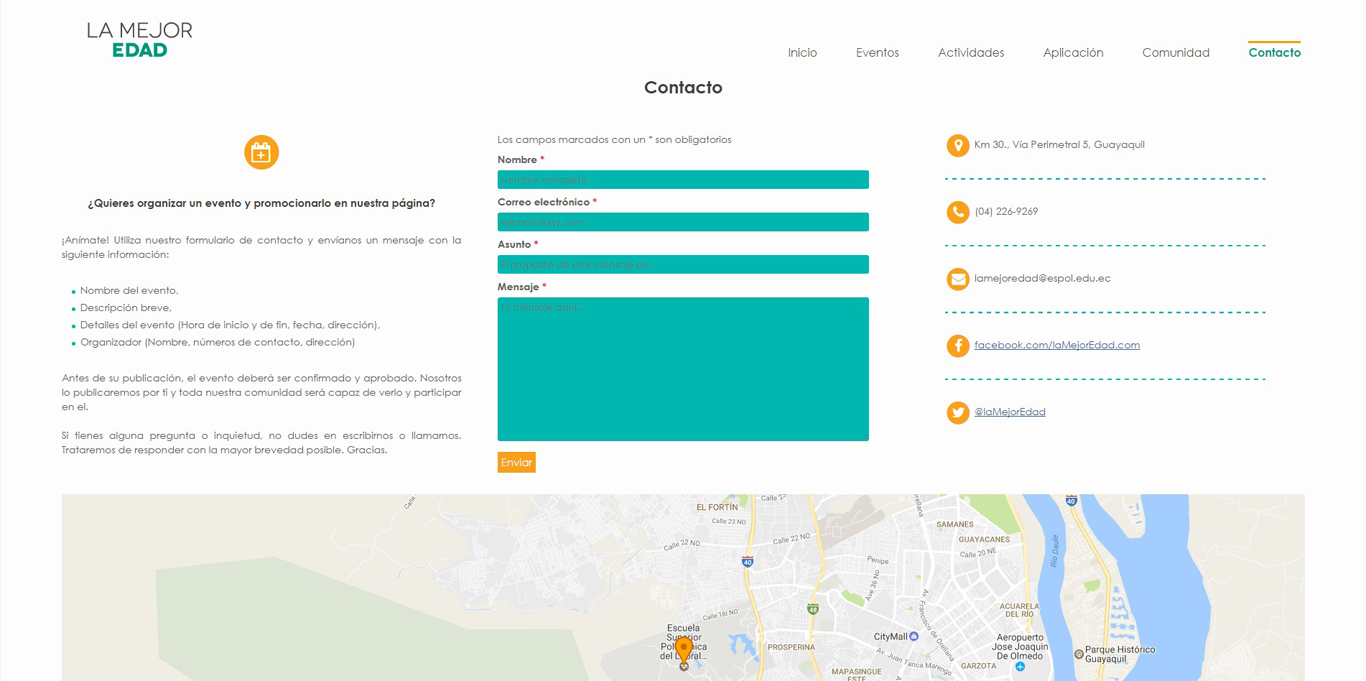 LA MEJOR
EDAD
Inicio
Eventos
Actividades
Aplicación
Comunidad
Contacto
Contacto
¿Quieres organizar un evento y promocionarlo en nuestra página?
¡Anímate! Utiliza nuestro formulario de contacto y envíanos un mensaje con la
siguiente información:
Nombre del evento,
Descripción breve,
Detalles del evento (Hora de inicio y de fin, fecha, dirección),
Organizador (Nombre, números de contacto, dirección)
Antes de su publicación, el evento deberá ser confirmado y aprobado. Nosotros
lo publicaremos por ti y toda nuestra comunidad será capaz de verlo y participar
en el.
Si tienes alguna pregunta o inquietud, no dudes en escribirnos o llamarnos.
Trataremos de responder con la mayor brevedad posible. Gracias.
Los campos marcados con un * son obligatorios
Nombre *
Nombre completo
Correo electrónico *
Asunto *
El propósito de este mensaje es...
Mensaje *
Tu mensaje aquí...
Enviar
Km 30., Vía Perimetral 5, Guayaquil
(04) 226-9269
lamejoredad@espol.edu.ec
facebook.com/laMejorEdad.com
@laMejorEdad
Calle 52
EL FORTÍN
Calle 23 NO
Calle 22 NO
Calle 22 NO
40
40
SAMANES
GUAYACANES
Calle 20 NE
Río Daule
Penipe
Ave 36 NO
Av. Francisco de Orellana
Orellana
ACUARELA
DEL RÍO
48
Calle 19I NO
Escuela
Superior
Politécnica
del Litoral...
PROSPERINA
CityMall
Av. Juan Tanca Marengo
Aeropuerto
Jose Joaquin
De Olmedo
GARZOTA
Parque Histórico
Guayaquil
MAPASINGUE
ESTE